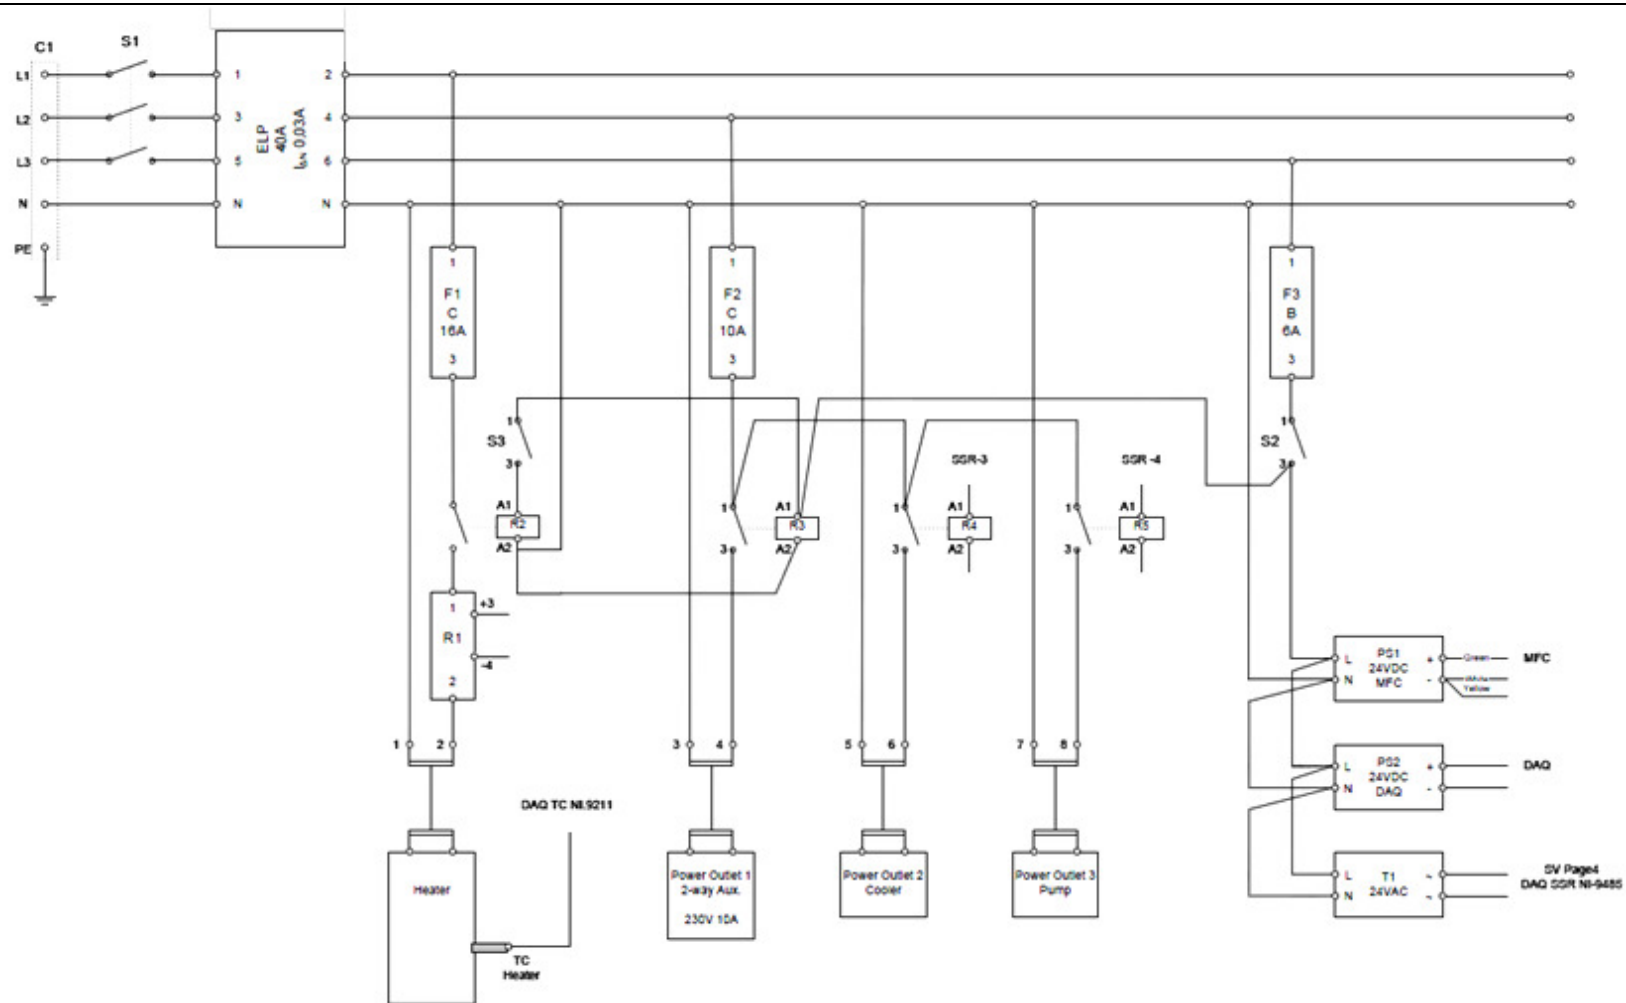 C1
S1
L1
L2
L3
N
PE
1
3
5
N
ELP
40A
I∆N 0,03A
2
4
6
N
1
F1
C
16A
3
1
F2
C
10A
3
1
F3
B
6A
3
1
S3
3
A1
R2
A2
1
3
A1
R3
A2
SSR-3
1
3
A1
R4
A2
SSR -4
1
3
A1
R5
A2
1
S2
3
1
R1
2
+3
-4
L
N
PS1
24VDC
MFC
+
-
Green
White
Yellow
MFC
1
2
3
4
5
6
7
8
L
N
PS2
24VDC
DAQ
+
-
DAQ
DAQ TC NI.9211
Heater
TC
Heater
Power Outlet 1
2-way Aux.
230V 10A
Power Outlet 2
Cooler
Power Outlet 3
Pump
L
N
T1
24VAC
~
~
SV Page4
DAQ SSR NI-9485